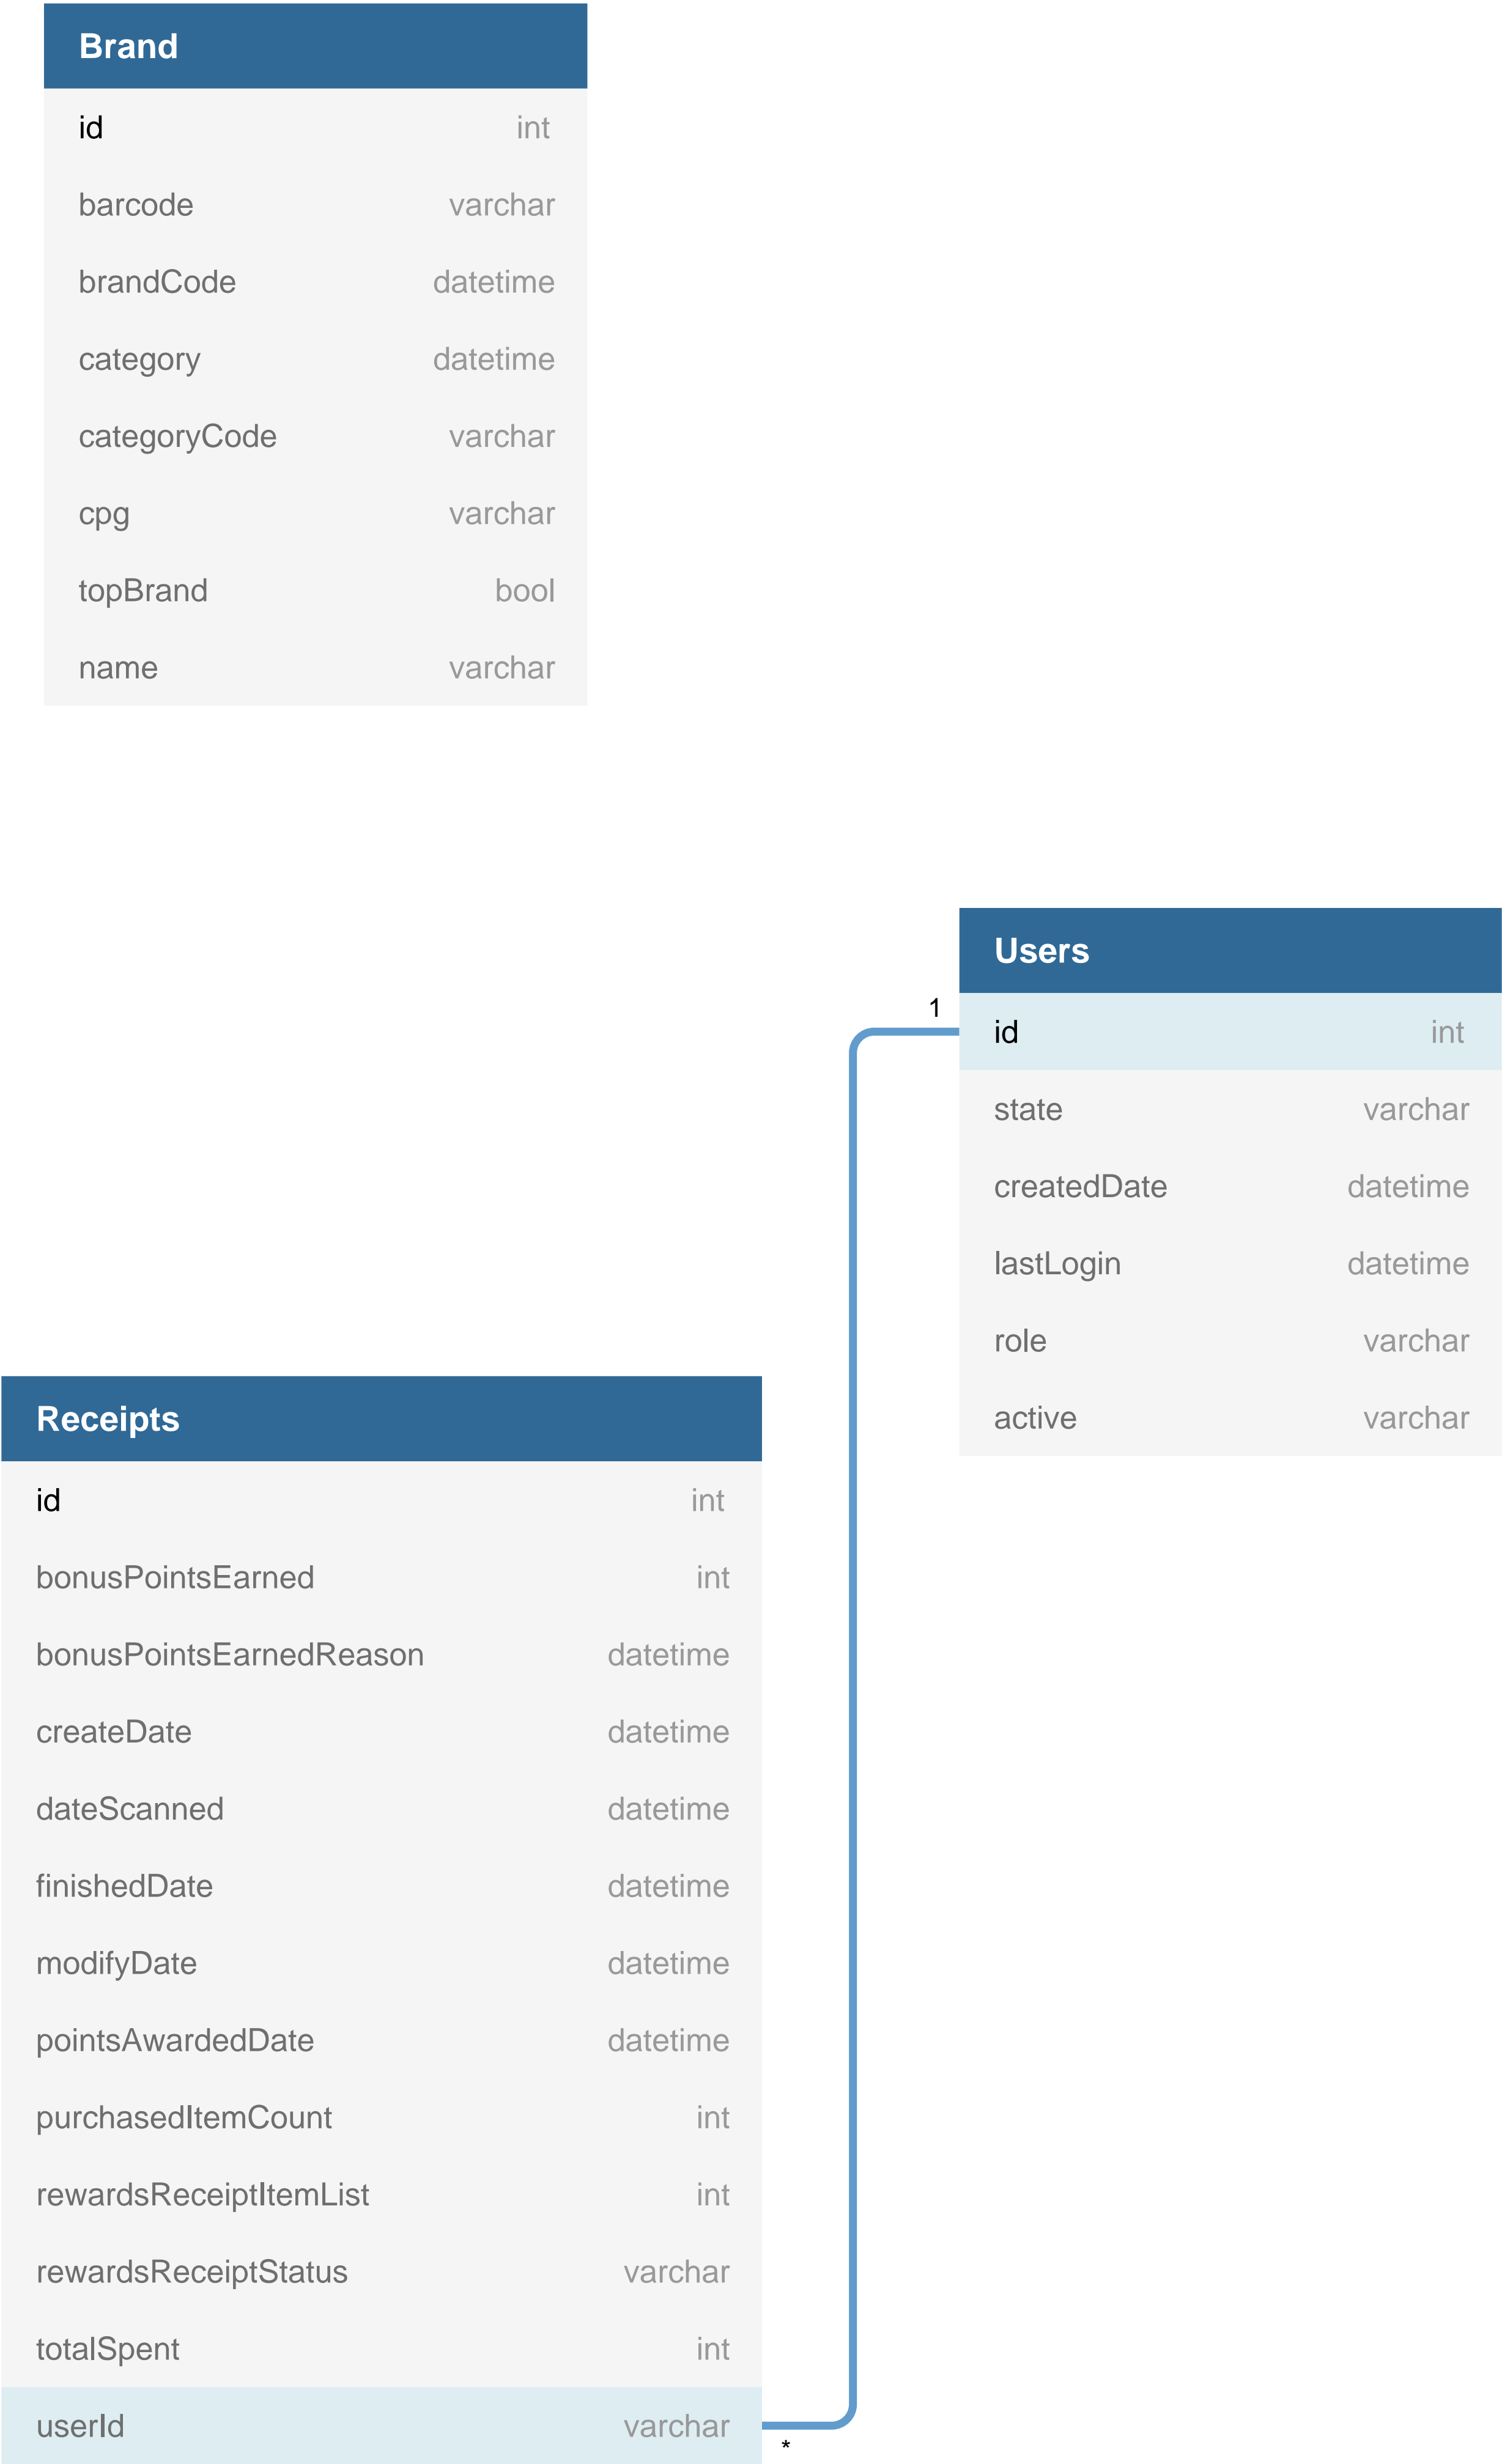 Brand
id int
barcode varchar
brandCode datetime
category datetime
categoryCode varchar
cpg varchar
topBrand bool
name varchar
Users
1
id int
state varchar
createdDate datetime
lastLogin datetime
role varchar
active varchar
Receipts
id int
bonusPointsEarned int
bonusPointsEarnedReason datetime
createDate datetime
dateScanned datetime
finishedDate datetime
modifyDate datetime
pointsAwardedDate datetime
purchasedItemCount int
rewardsReceiptItemList int
rewardsReceiptStatus varchar
totalSpent int
userId varchar
*